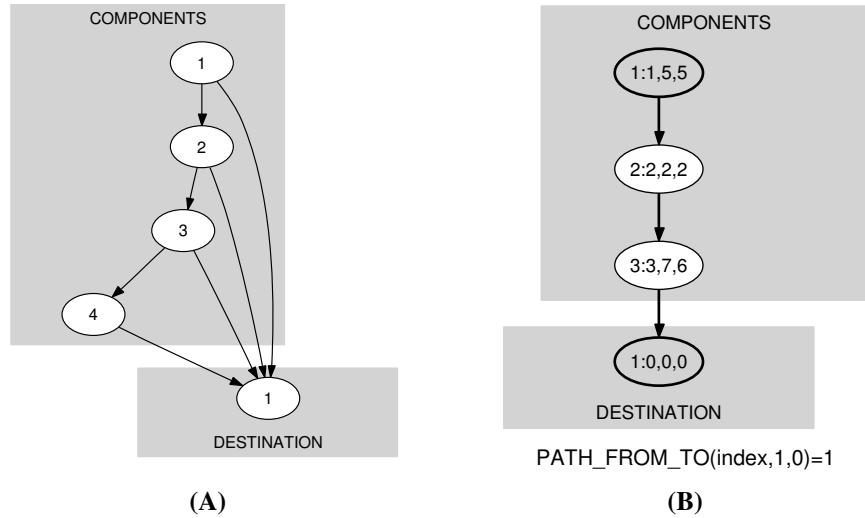 COMPONENTS
1
2
3
4
1
DESTINATION
(A)
COMPONENTS
1:1,5,5
2:2,2,2
3:3,7,6
1:0,0,0
DESTINATION
PATH_FROM_TO(index,1,0)=1
(B)